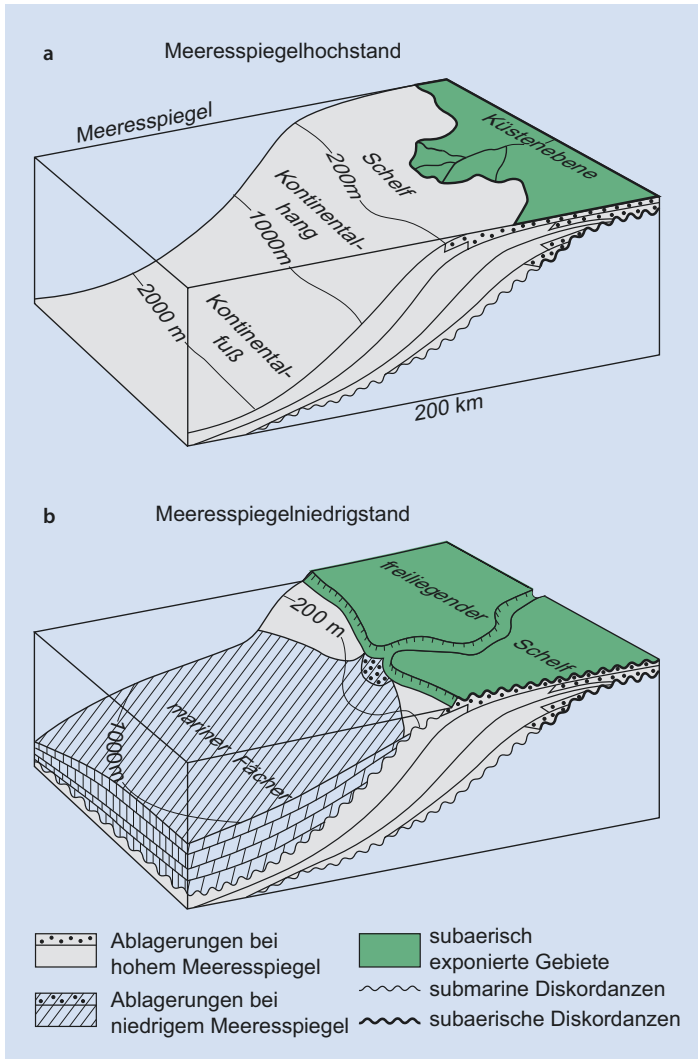 a
Meeresspiegelhochstand
Meeresspiegel
Küstenebene
Schelf
200m
Kontinental-
hang
1000m
2000 m
Kontinental-
fuß
200 km
b
Meeresspiegelniedrigstand
freiliegender
Schelf
200 m
mariner Fächer
1000m
Ablagerungen bei
hohem Meeresspiegel
Ablagerungen bei
niedrigem Meeresspiegel
subaerisch
exponierte Gebiete
submarine Diskordanzen
subaerische Diskordanzen